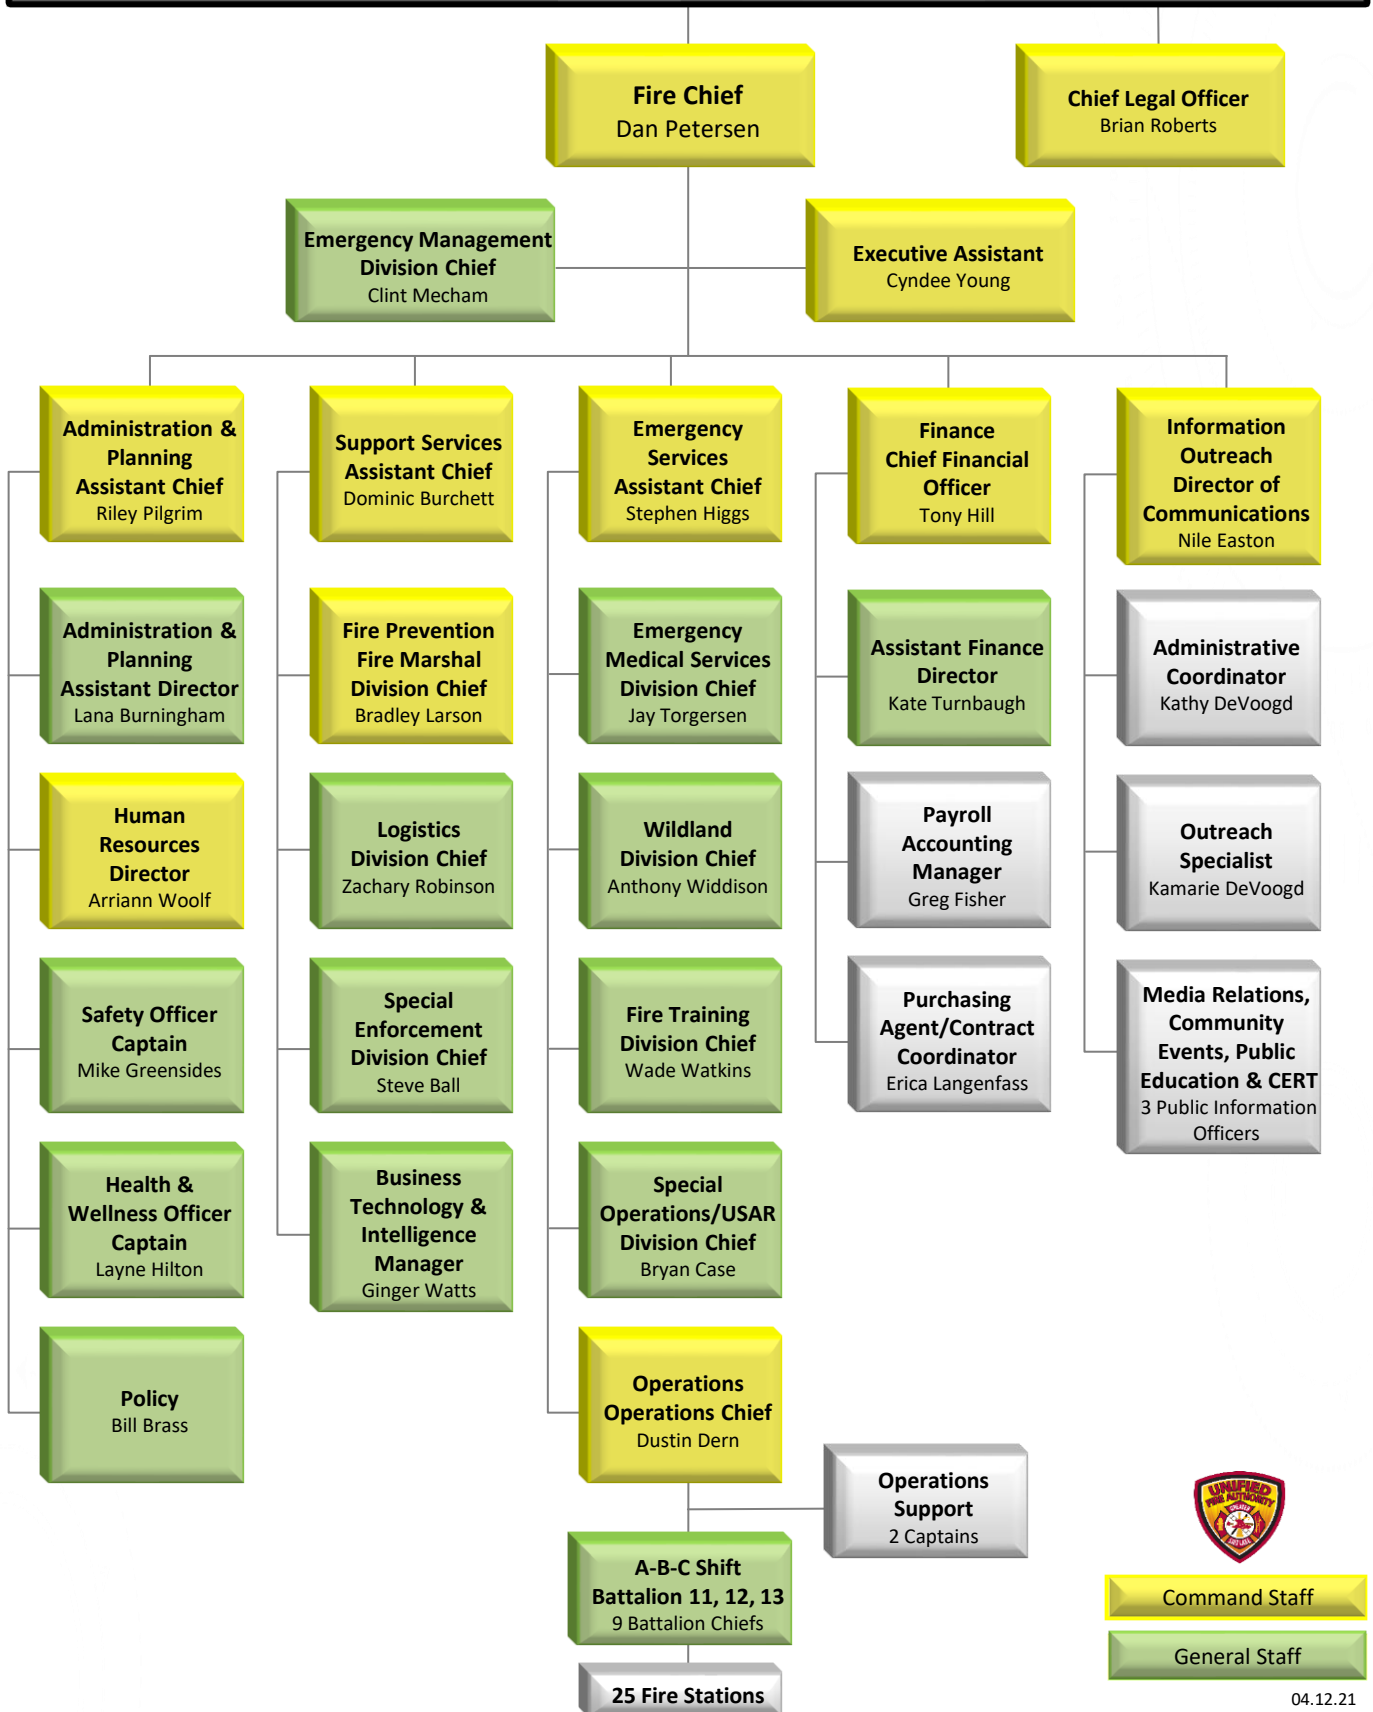 Fire Chief
Dan Petersen
Chief Legal Officer
Brian Roberts
Emergency Management
Division Chief
Clint Mecham
Executive Assistant
Cyndee Young
Administration &
Planning
Assistant Chief
Riley Pilgrim
Support Services
Assistant Chief
Dominic Burchett
Emergency
Services
Assistant Chief
Stephen Higgs
Finance
Chief Financial
Officer
Tony Hill
Information
Outreach
Director of
Communications
Nile Easton
Administration &
Planning
Assistant Director
Lana Burningham
Fire Prevention
Fire Marshal
Division Chief
Bradley Larson
Emergency
Medical Services
Division Chief
Jay Torgersen
Assistant Finance
Director
Kate Turnbaugh
Administrative
Coordinator
Kathy DeVoogd
Human
Resources
Director
Arriann Woolf
Logistics
Division Chief
Zachary Robinson
Wildland
Division Chief
Anthony Widdison
Payroll
Accounting
Manager
Greg Fisher
Outreach
Specialist
Kamarie DeVoogd
Safety Officer
Captain
Mike Greensides
Special
Enforcement
Division Chief
Steve Ball
Fire Training
Division Chief
Wade Watkins
Purchasing
Agent/Contract
Coordinator
Erica Langenfass
Media Relations,
Community
Events, Public
Education & CERT
3 Public Information
Officers
Health &
Wellness Officer
Captain
Layne Hilton
Business
Technology &
Intelligence
Manager
Ginger Watts
Special
Operations/USAR
Division Chief
Bryan Case
Policy
Bill Brass
Operations
Operations Chief
Dustin Dern
Operations
Support
2 Captains
A-B-C Shift
Battalion 11, 12, 13
9 Battalion Chiefs
25 Fire Stations
UNIFIED
FIRE AUTHORITY
GREATER
SALT LAKE
Command Staff
General Staff
04.12.21